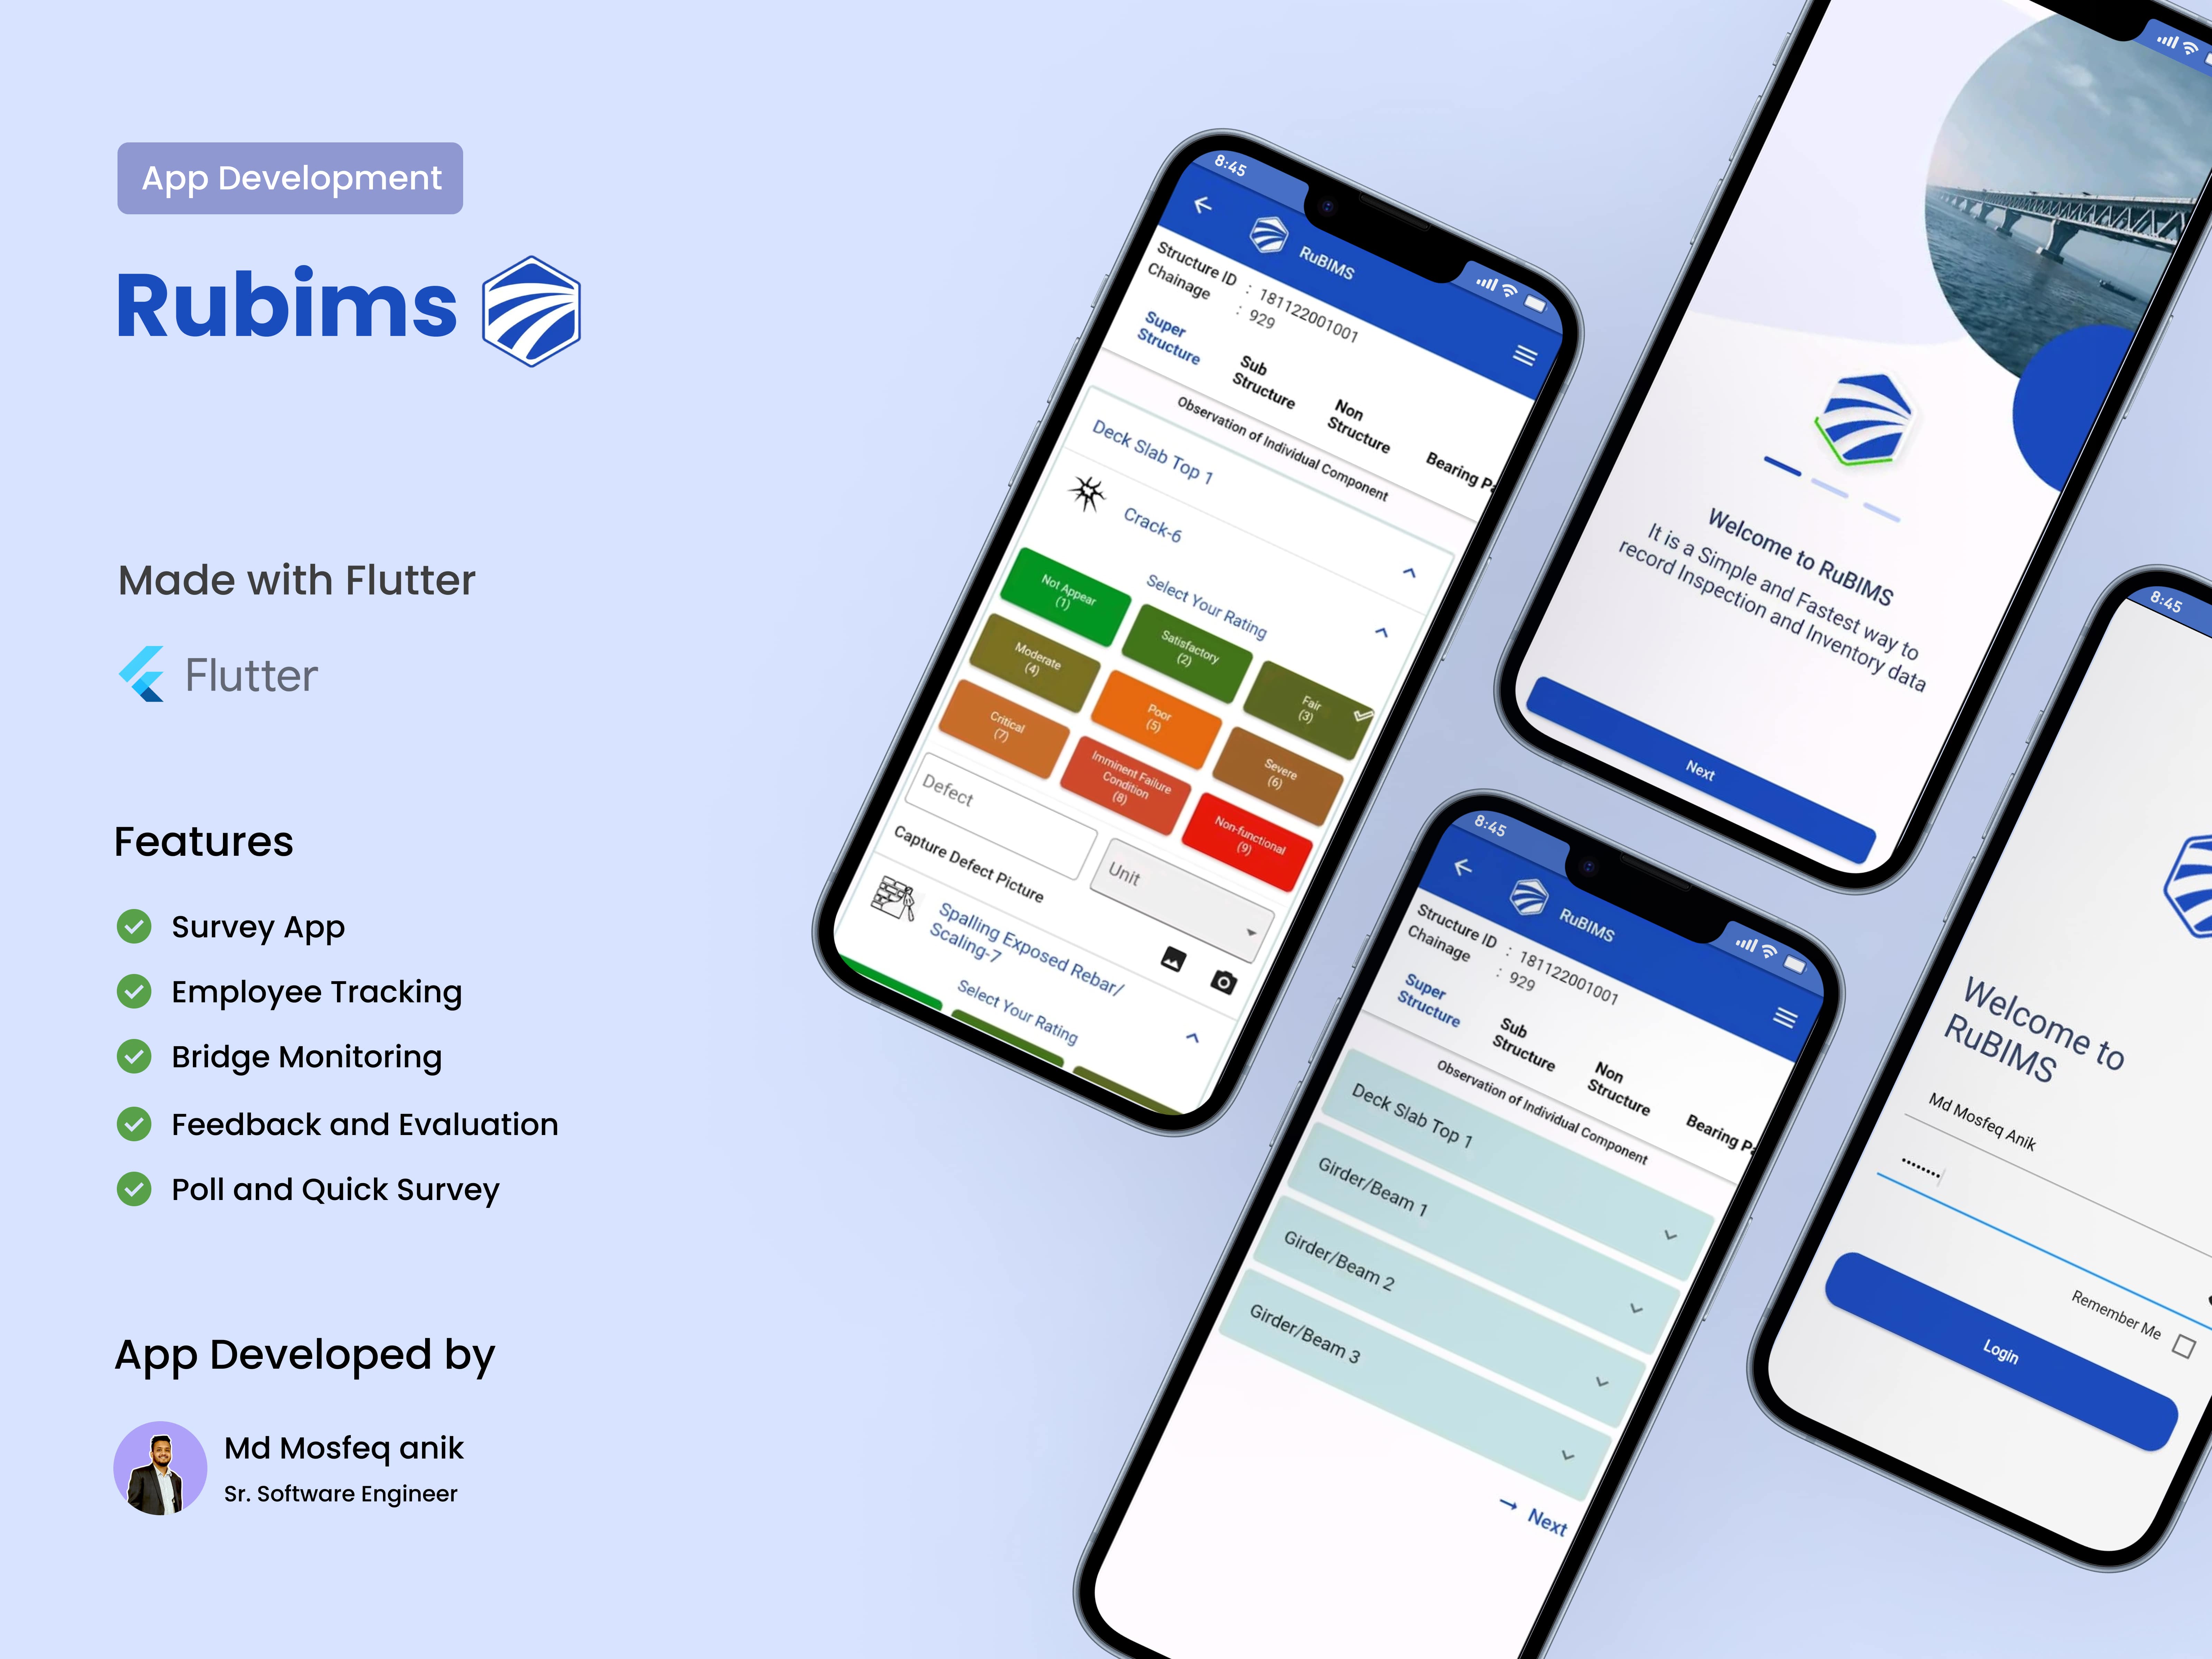 App Development
Rubims
Made with Flutter
Flutter
Features
Survey App
Employee Tracking
Bridge Monitoring
Feedback and Evaluation
Poll and Quick Survey
App Developed by
Md Mosfeq anik
Sr. Software Engineer
8:45
RuBIMS
Structure ID : 181122001001
Chainage : 929
Super
Structure
Sub
Structure
Non
Structure
Bearing
Observation of Individual Component
Deck Slab Top 1
Crack-6
Select Your Rating
Not Appear
(1)
Satisfactory
(2)
Fair
(3)
Moderate
(4)
Poor
(5)
Severe
(6)
Critical
(7)
Imminent Failure
Condition
(8)
Non-functional
(9)
Defect
Unit
Capture Defect Picture
Spalling Exposed Rebar/
Scaling-7
Select Your Rating
Welcome to RuBIMS
It is a Simple and Fastest way to
record Inspection and Inventory data
Next
8:45
RuBIMS
Structure ID : 181122001001
Chainage : 929
Super
Structure
Sub
Structure
Non
Structure
Bearing
Observation of Individual Component
Deck Slab Top 1
Girder/Beam 1
Girder/Beam 2
Girder/Beam 3
Next
8:45
Welcome to
RuBIMS
Md Mosfeq Anik
Remember Me
Login